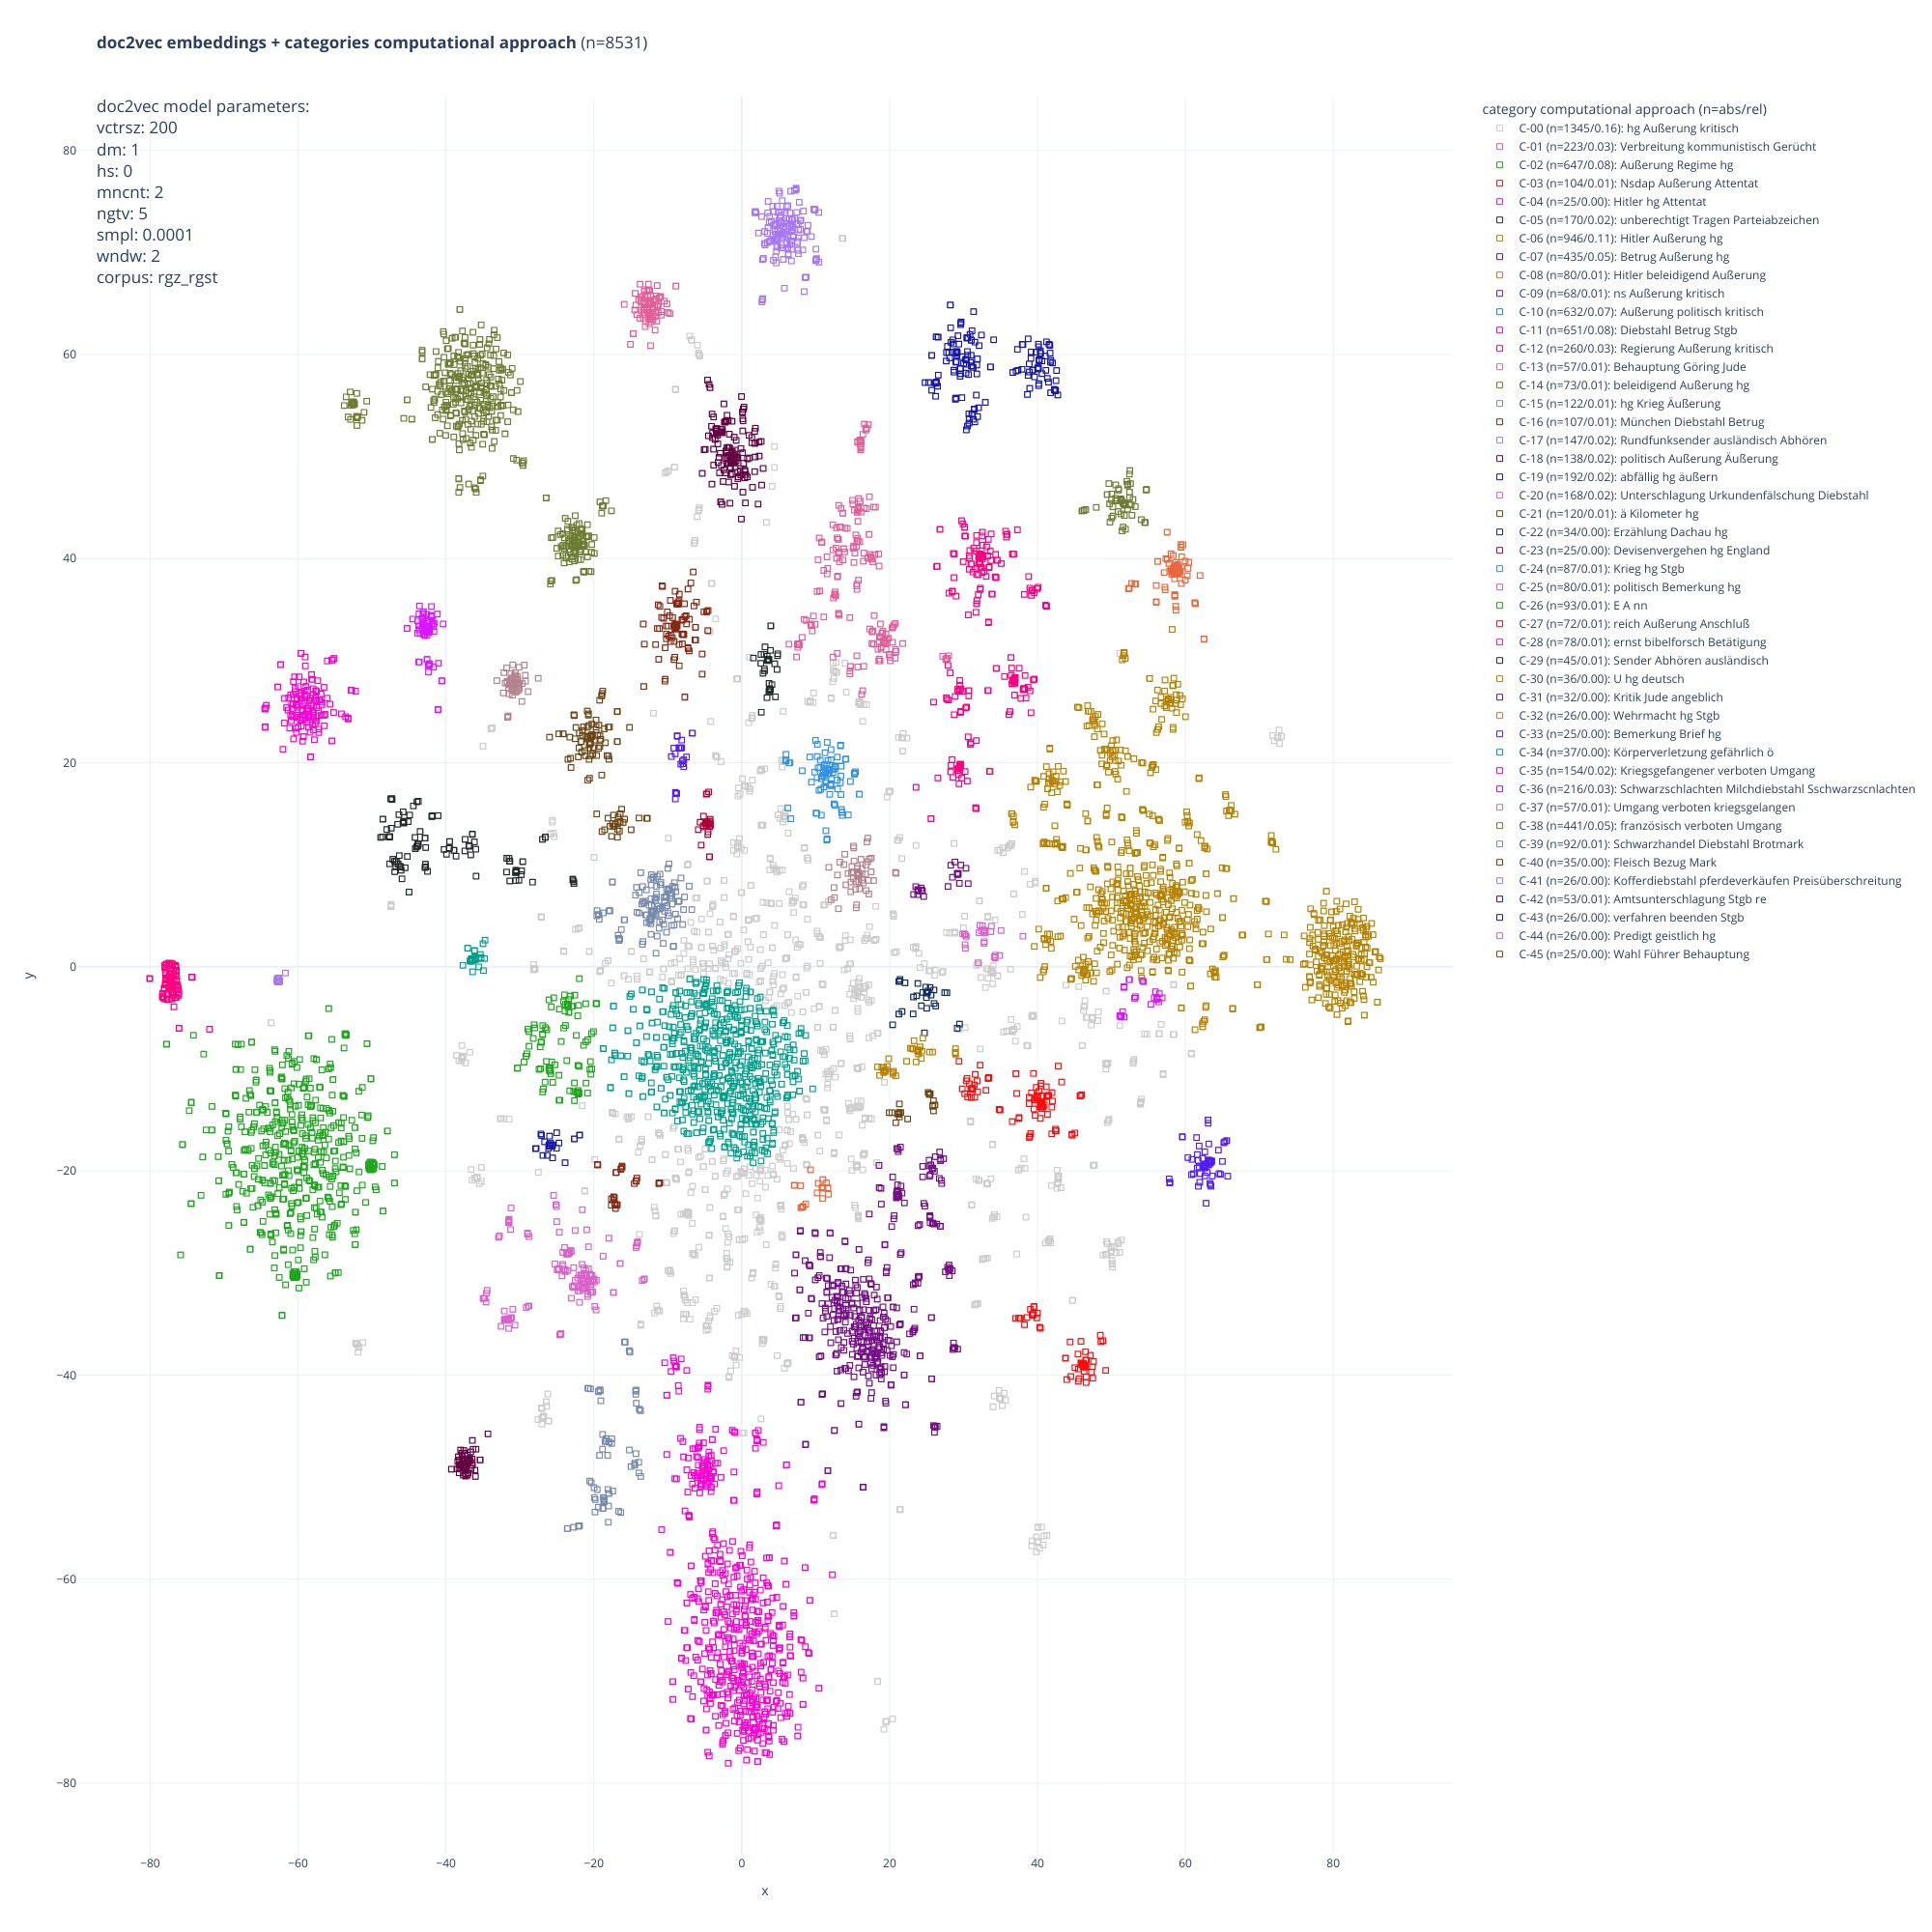 doc2vec embeddings + categories computational approach (n=8531)
doc2vec model parameters:
vctrsz: 200
dm: 1
hs: 0
mncnt: 2
ngtv: 5
smpl: 0.0001
wndw: 2
corpus: rgz_rgst
80
60
40
20
0
−20
−40
−60
−80
y
−80
−60
−40
−20
0
20
40
60
80
x
category computational approach (n=abs/rel)
C-00 (n=1345/0.16): hg Außerung kritisch
C-01 (n=223/0.03): Verbreitung kommunistisch Gerücht
C-02 (n=647/0.08): Außerung Regime hg
C-03 (n=104/0.01): Nsdap Außerung Attentat
C-04 (n=25/0.00): Hitler hg Attentat
C-05 (n=170/0.02): unberechtigt Tragen Parteiabzeichen
C-06 (n=946/0.11): Hitler Außerung hg
C-07 (n=435/0.05): Betrug Außerung hg
C-08 (n=80/0.01): Hitler beleidigend Außerung
C-09 (n=68/0.01): ns Außerung kritisch
C-10 (n=632/0.07): Außerung politisch kritisch
C-11 (n=651/0.08): Diebstahl Betrug Stgb
C-12 (n=260/0.03): Regierung Außerung kritisch
C-13 (n=57/0.01): Behauptung Göring Jude
C-14 (n=73/0.01): beleidigend Außerung hg
C-15 (n=122/0.01): hg Krieg Äußerung
C-16 (n=107/0.01): München Diebstahl Betrug
C-17 (n=147/0.02): Rundfunksender ausländisch Abhören
C-18 (n=138/0.02): politisch Außerung Äußerung
C-19 (n=192/0.02): abfällig hg äußern
C-20 (n=168/0.02): Unterschlagung Urkundenfälschung Diebstahl
C-21 (n=120/0.01): ä Kilometer hg
C-22 (n=34/0.00): Erzählung Dachau hg
C-23 (n=25/0.00): Devisenvergehen hg England
C-24 (n=87/0.01): Krieg hg Stgb
C-25 (n=80/0.01): politisch Bemerkung hg
C-26 (n=93/0.01): E A nn
C-27 (n=72/0.01): reich Außerung Anschluß
C-28 (n=78/0.01): ernst bibelforsch Betätigung
C-29 (n=45/0.01): Sender Abhören ausländisch
C-30 (n=36/0.00): U hg deutsch
C-31 (n=32/0.00): Kritik Jude angeblich
C-32 (n=26/0.00): Wehrmacht hg Stgb
C-33 (n=25/0.00): Bemerkung Brief hg
C-34 (n=37/0.00): Körperverletzung gefährlich ö
C-35 (n=154/0.02): Kriegsgefangener verboten Umgang
C-36 (n=216/0.03): Schwarzschlachten Milchdiebstahl Sschwarzscnlachten
C-37 (n=57/0.01): Umgang verboten kriegsgelangen
C-38 (n=441/0.05): französisch verboten Umgang
C-39 (n=92/0.01): Schwarzhandel Diebstahl Brotmark
C-40 (n=35/0.00): Fleisch Bezug Mark
C-41 (n=26/0.00): Kofferdiebstahl pferdeverkäufen Preisüberschreitung
C-42 (n=53/0.01): Amtsunterschlagung Stgb re
C-43 (n=26/0.00): verfahren beenden Stgb
C-44 (n=26/0.00): Predigt geistlich hg
C-45 (n=25/0.00): Wahl Führer Behauptung